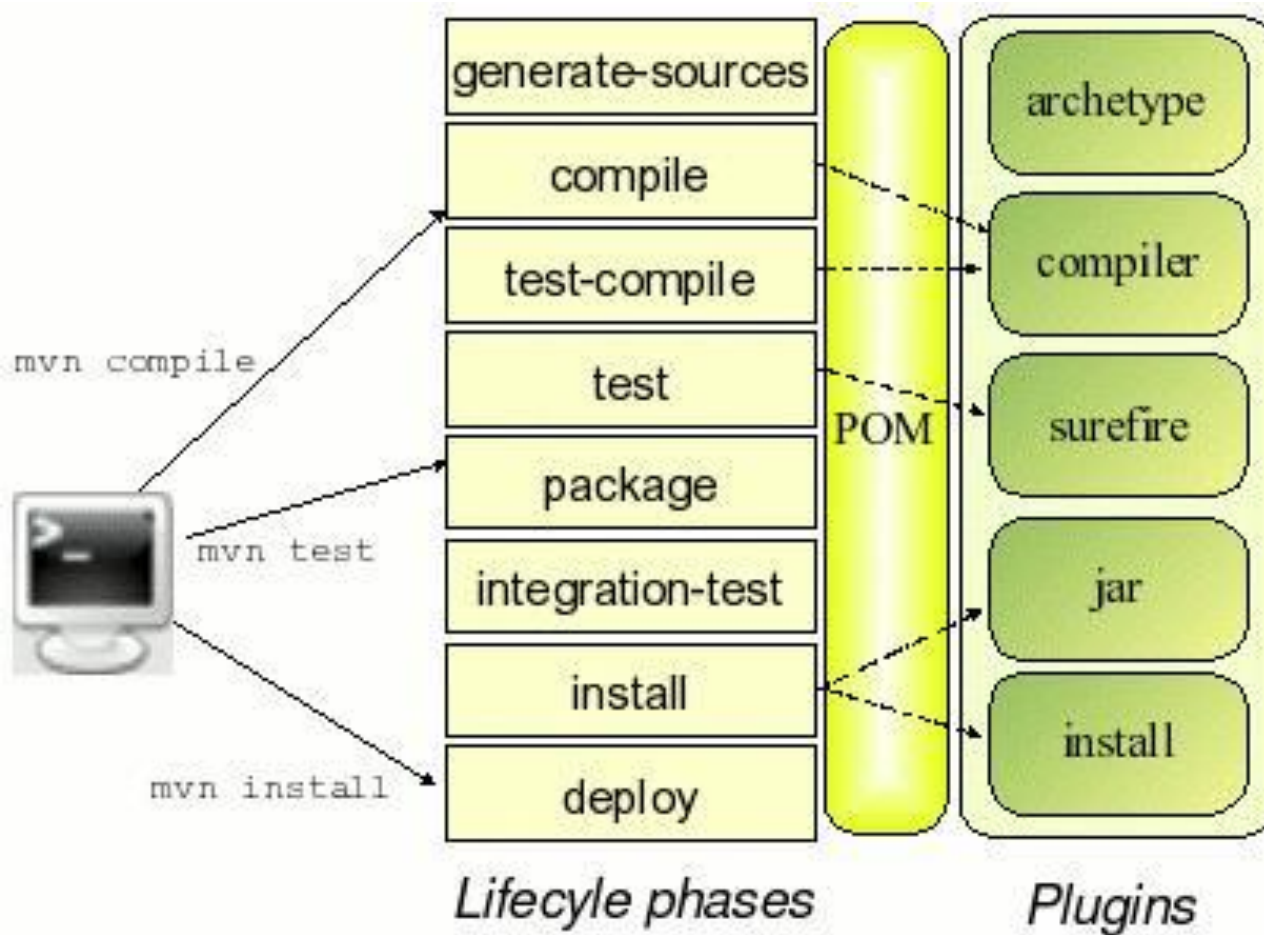 generate-sources
compile
test-compile
test
package
integration-test
install
deploy
POM
archetype
compiler
surefire
jar
install
mvn compile
mvn test
mvn install
Lifecyle phases
Plugins
>_